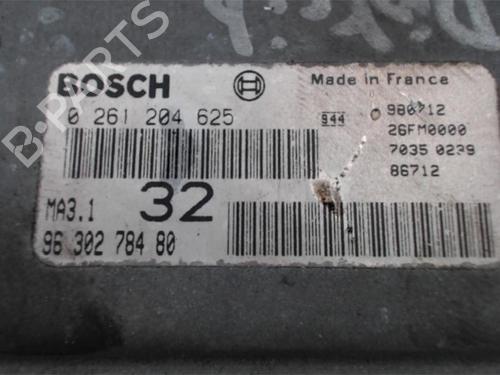 B-PARTS
BOSCH
Made in France
0 261 204 625
944
980712
26FM0000
7035 0239
86712
MA3.1
32
96 302 784 80